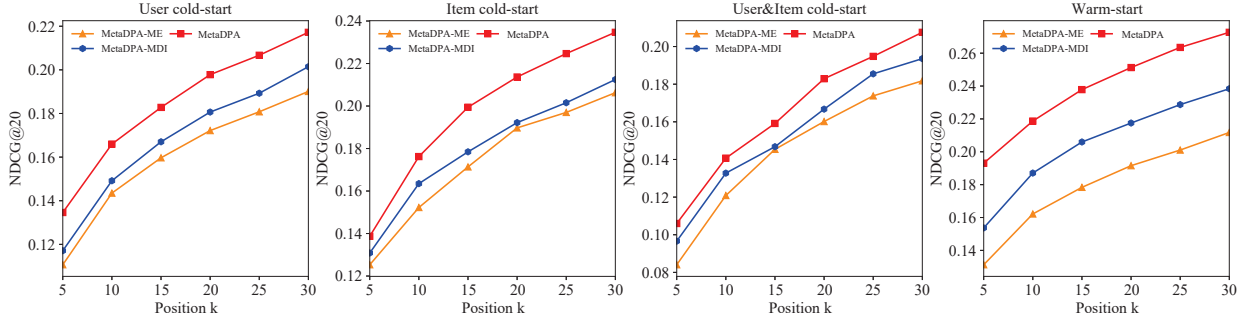 User cold-start
NDCG@20
0.22
0.20
0.18
0.16
0.14
0.12
MetaDPA-ME
MetaDPA
MetaDPA-MDI
5 10 15 20 25 30
Position k
Item cold-start
NDCG@20
0.24
0.22
0.20
0.18
0.16
0.14
0.12
MetaDPA-ME
MetaDPA
MetaDPA-MDI
5 10 15 20 25 30
Position k
User&Item cold-start
NDCG@20
0.20
0.18
0.16
0.14
0.12
0.10
0.08
MetaDPA-ME
MetaDPA
MetaDPA-MDI
5 10 15 20 25 30
Position k
Warm-start
NDCG@20
0.26
0.24
0.22
0.20
0.18
0.16
0.14
MetaDPA-ME
MetaDPA
MetaDPA-MDI
5 10 15 20 25 30
Position k